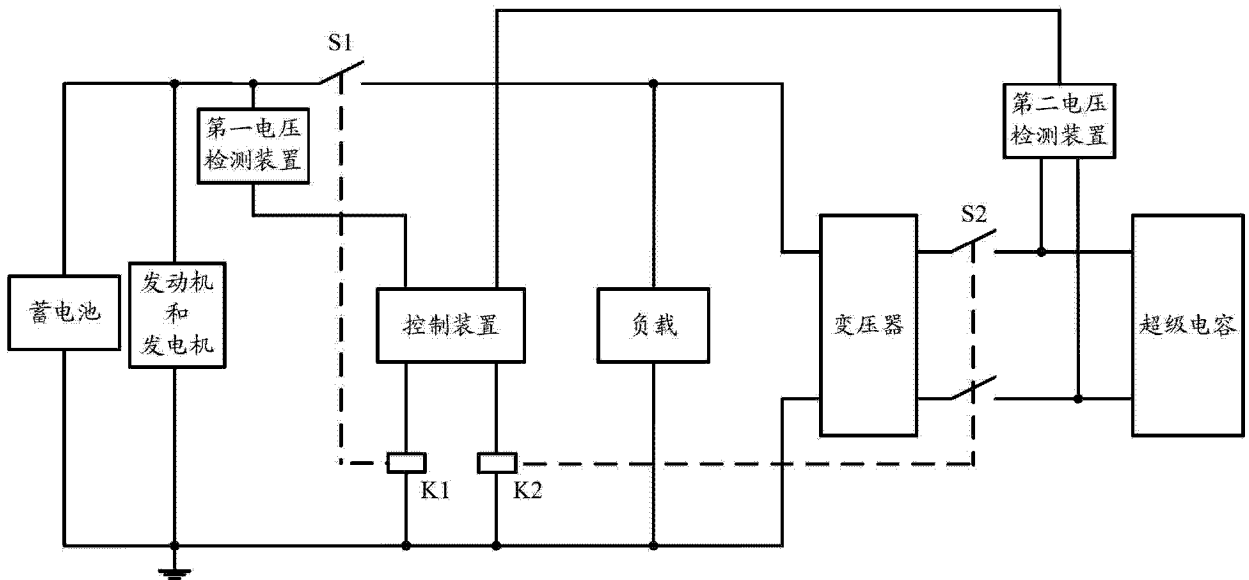 S1
第一电压
检测装置
第二电压
检测装置
S2
蓄电池
发动机
和
发电机
控制装置
负载
变压器
超级电容
K1
K2